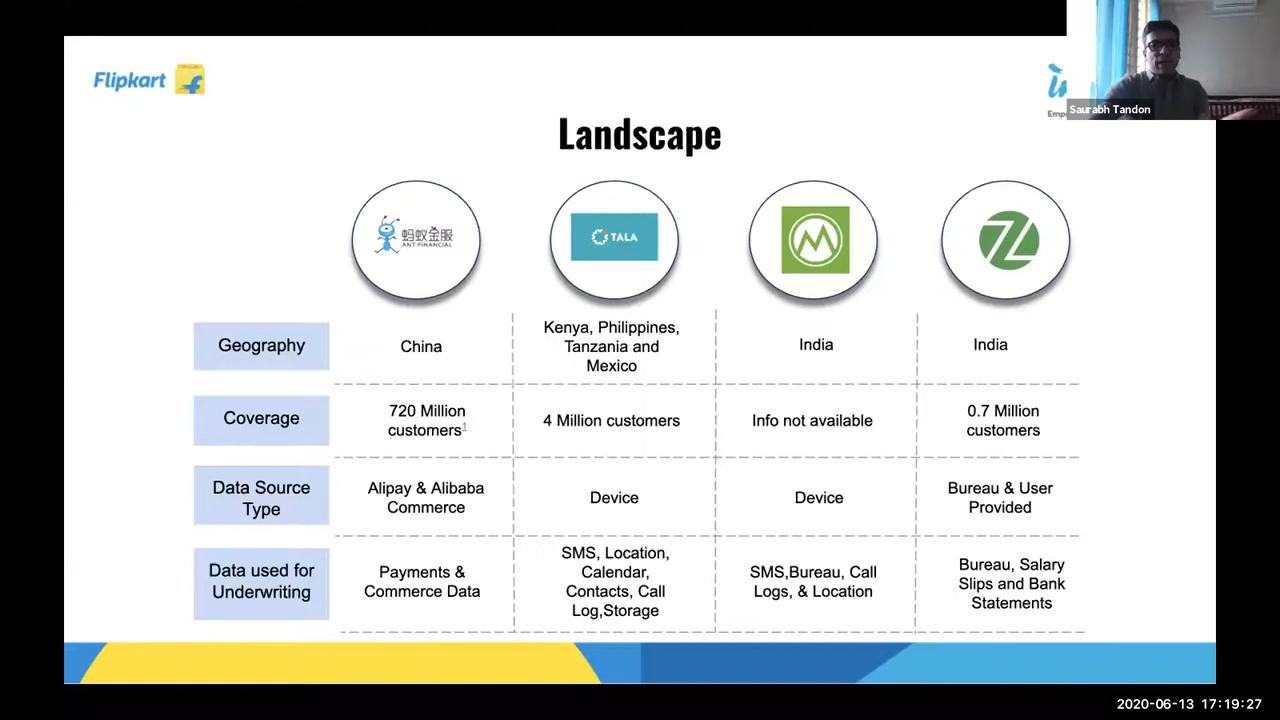 Flipkart
Saurabh Tandon
Landscape
蚂蚁金服
ANT FINANCIAL
TALA
Geography
China
Kenya, Philippines,
Tanzania and
Mexico
India
India
Coverage
720 Million
customers1
4 Million customers
Info not available
0.7 Million
customers
Data Source
Type
Alipay & Alibaba
Commerce
Device
Device
Bureau & User
Provided
Data used for
Underwriting
Payments &
Commerce Data
SMS, Location,
Calendar,
Contacts, Call
Log,Storage
SMS,Bureau, Call
Logs, & Location
Bureau, Salary
Slips and Bank
Statements
2020-06-13 17:19:27